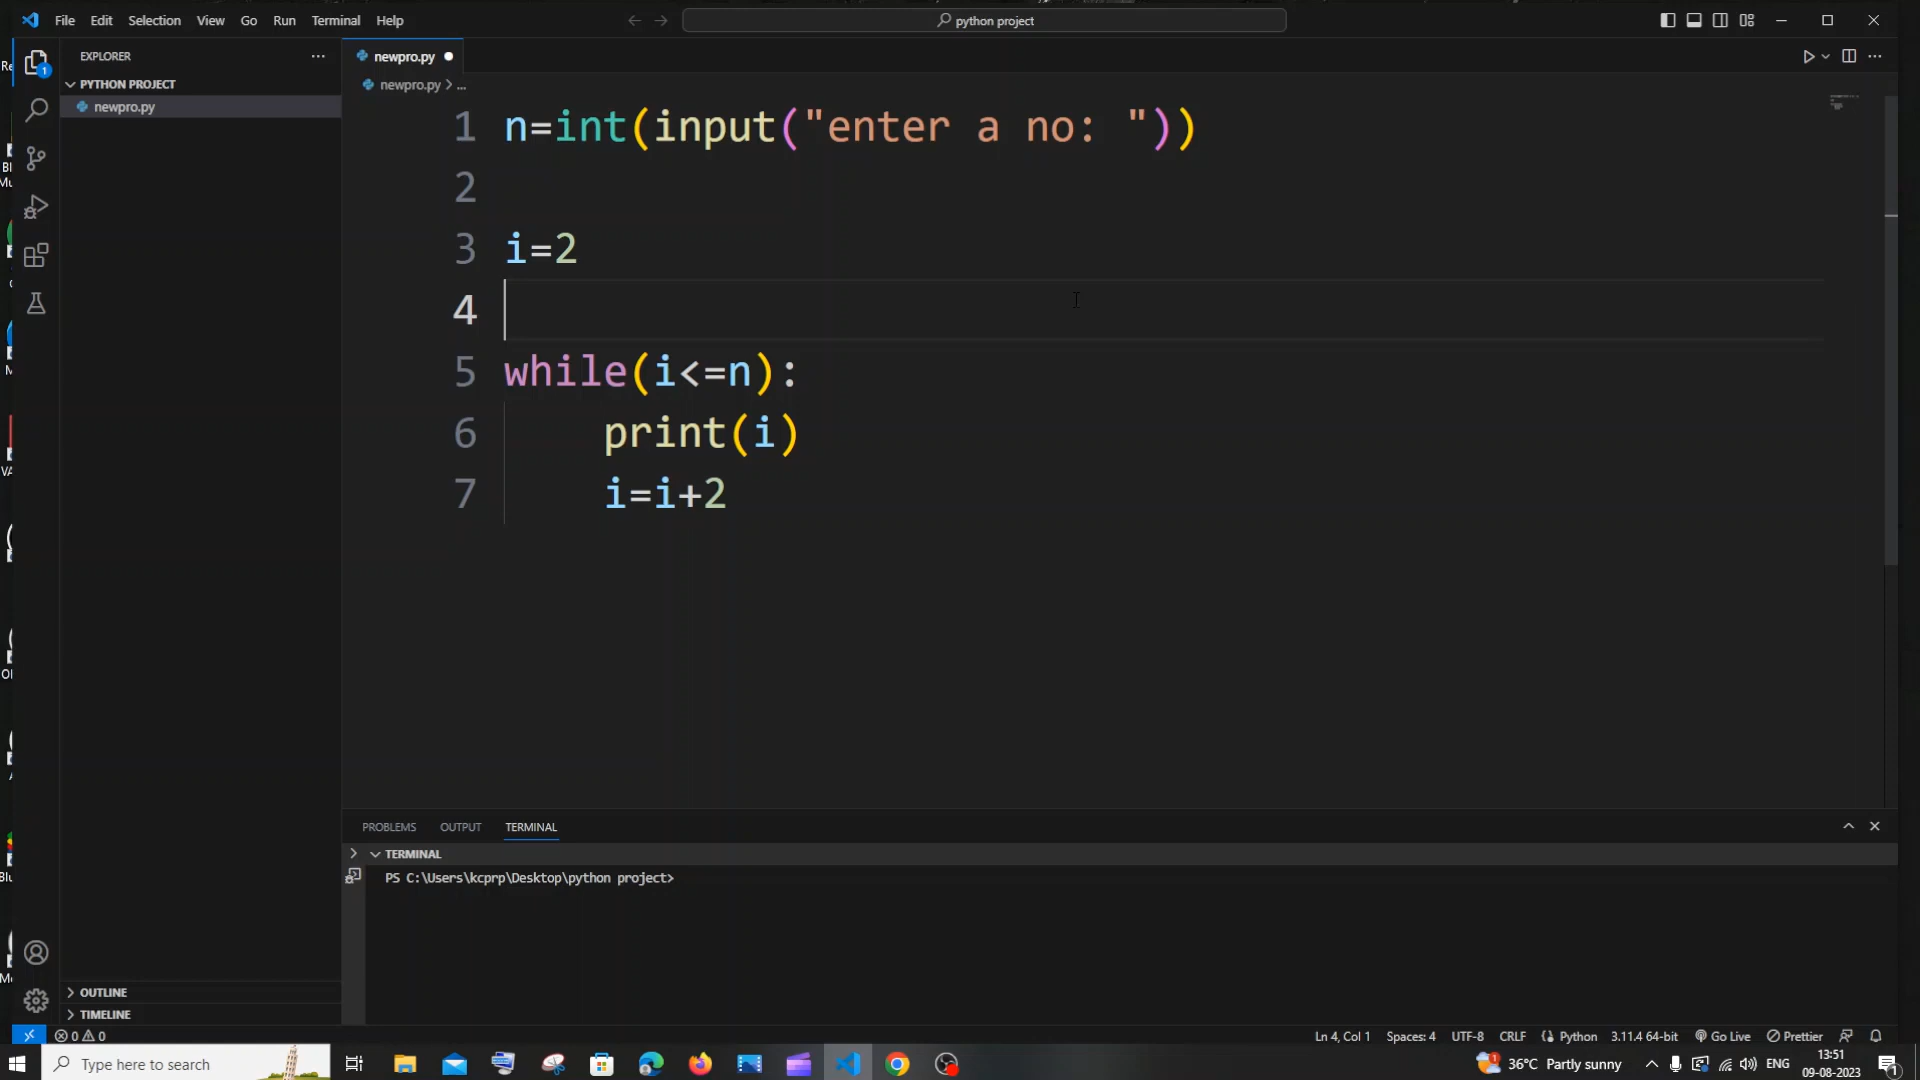 File Edit Selection View Go Run Terminal Help
python project
EXPLORER
PYTHON PROJECT
newpro.py
newpro.py
newpro.py > ...
1 n=int(input("enter a no: "))
2
3 i=2
4
5 while(i<=n):
6 print(i)
7 i=i+2
PROBLEMS OUTPUT TERMINAL
TERMINAL
PS C:\Users\kcprp\Desktop\python project>
OUTLINE
TIMELINE
0 0
Ln 4, Col 1 Spaces: 4 UTF-8 CRLF Python 3.11.4 64-bit Go Live Prettier
Type here to search
36°C Partly sunny
ENG
13:51
09-08-2023